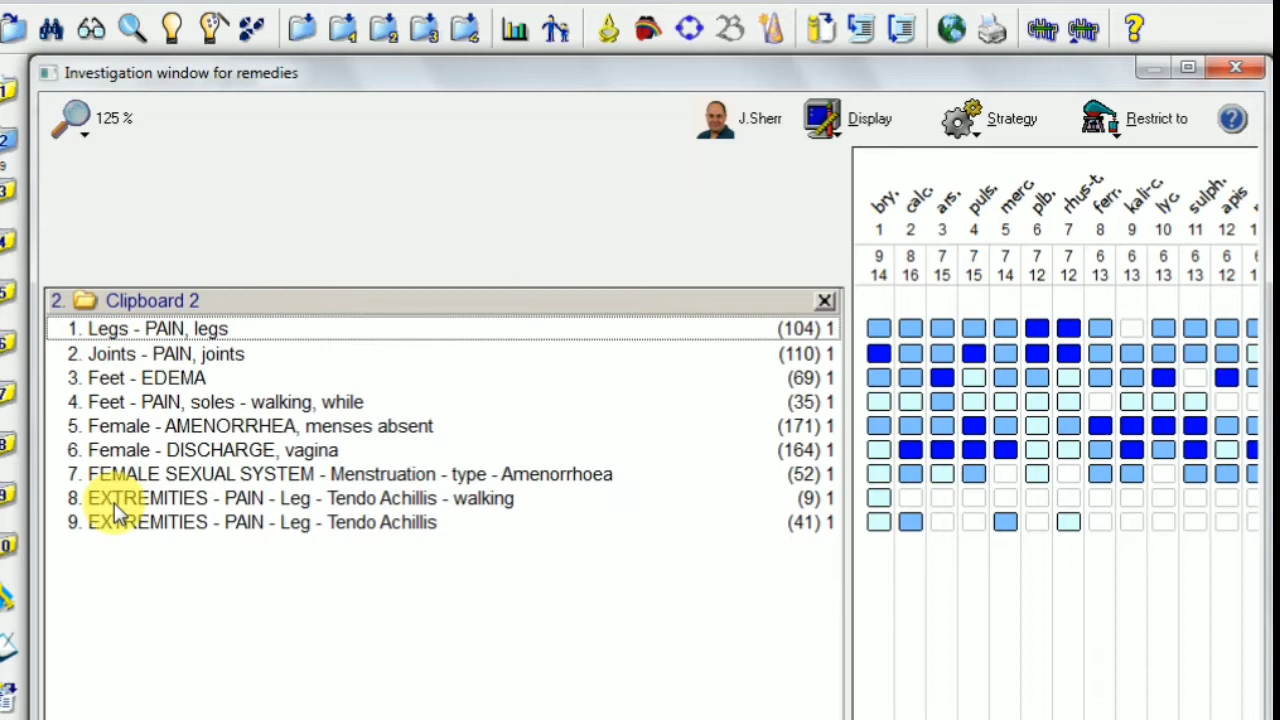 Investigation window for remedies
125 %
J.Sherr
Display
Strategy
Restrict to
bry. calc. ars. puls. merc. plb. rhus-t. ferr. kali-c. lyc. sulph. apis
1 2 3 4 5 6 7 8 9 10 11 12
9 8 7 7 7 7 7 6 6 6 6 6
14 16 15 15 14 12 12 13 13 13 13 12
2. Clipboard 2
1. Legs - PAIN, legs (104) 1
2. Joints - PAIN, joints (110) 1
3. Feet - EDEMA (69) 1
4. Feet - PAIN, soles - walking, while (35) 1
5. Female - AMENORRHEA, menses absent (171) 1
6. Female - DISCHARGE, vagina (164) 1
7. FEMALE SEXUAL SYSTEM - Menstruation - type - Amenorrhoea (52) 1
8. EXTREMITIES - PAIN - Leg - Tendo Achillis - walking (9) 1
9. EXTREMITIES - PAIN - Leg - Tendo Achillis (41) 1